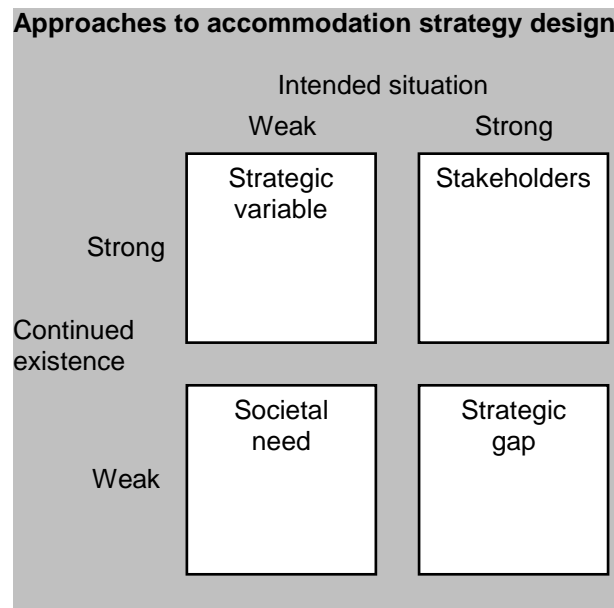 Approaches to accommodation strategy design
Intended situation
Weak Strong
Strategic
variable
Stakeholders
Strong
Continued
existence
Societal
need
Strategic
gap
Weak